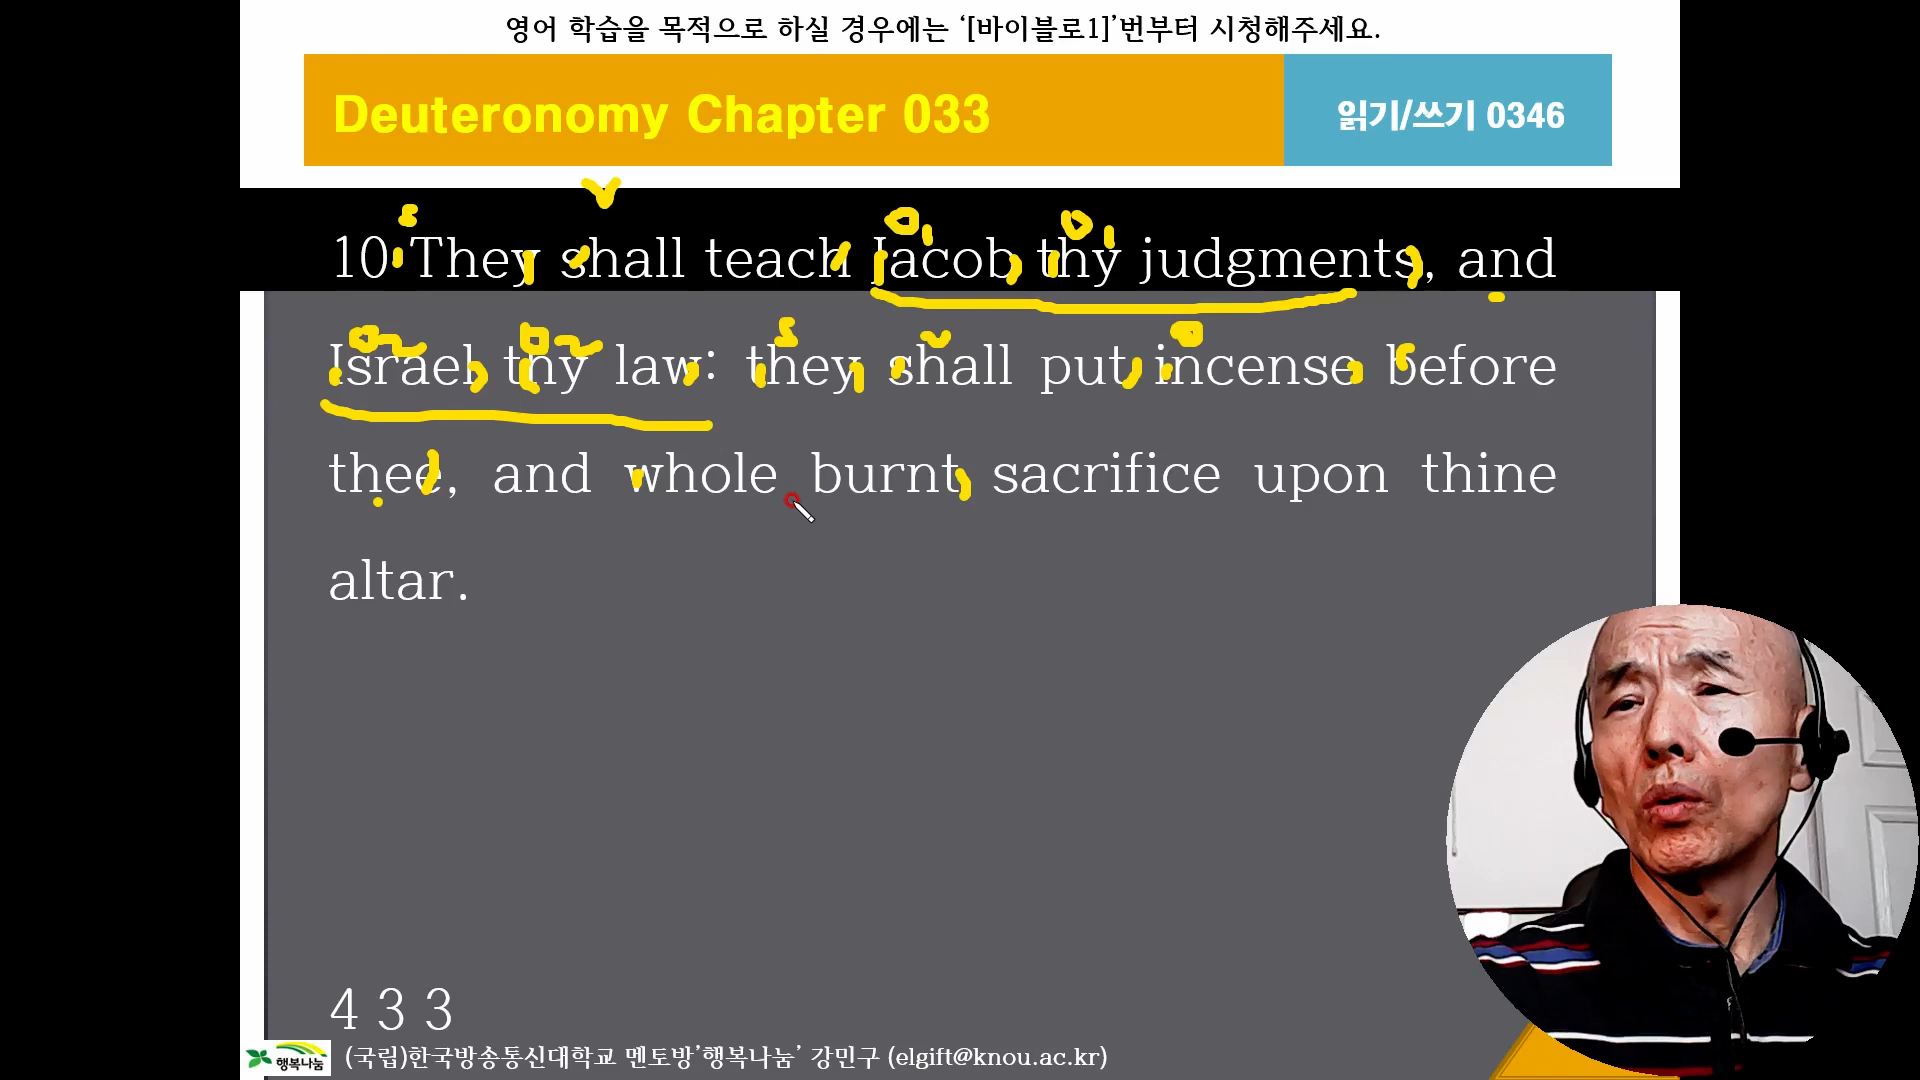 영어 학습을 목적으로 하실 경우에는 ‘[바이블로1]’번부터 시청해주세요.
Deuteronomy Chapter 033
읽기/쓰기 0346
10 They shall teach Jacob thy judgments, and
Israel thy law: they shall put incense before
thee, and whole burnt sacrifice upon thine
altar.
4 3 3
행복나눔
(국립)한국방송통신대학교 멘토방’행복나눔’ 강민구 (elgift@knou.ac.kr)